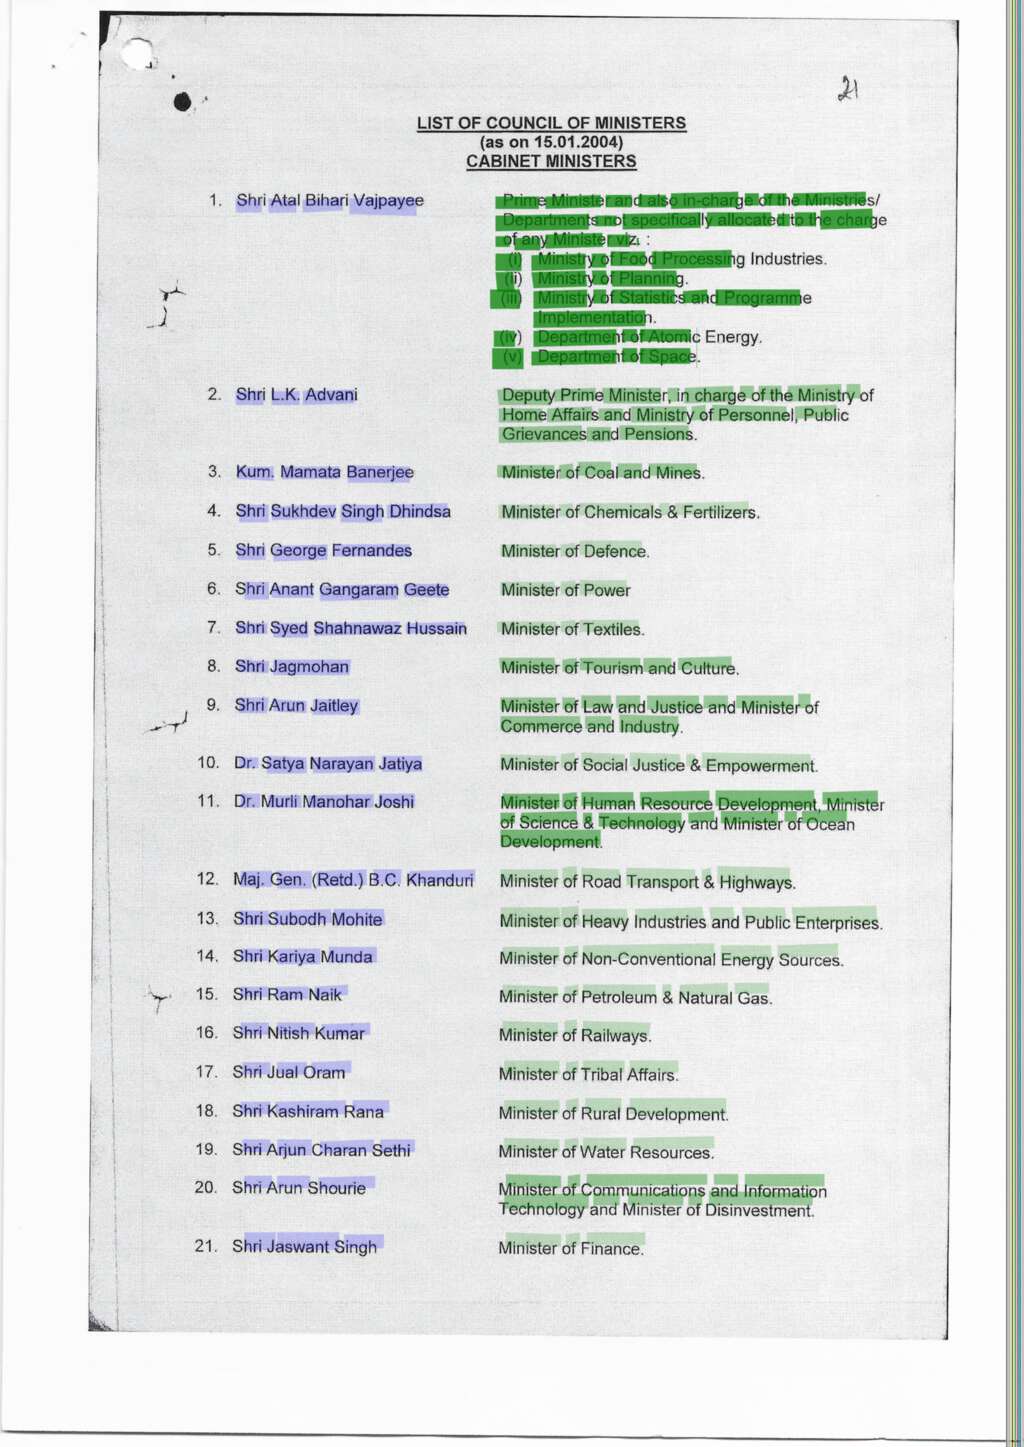 21
LIST OF COUNCIL OF MINISTERS
(as on 15.01.2004)
CABINET MINISTERS
1. Shri Atal Bihari Vajpayee Prime Minister and also in-charge of the Ministries/
Departments not specifically allocated to the charge
of any Minister viz. :
(i) Ministry of Food Processing Industries.
(ii) Ministry of Planning.
(iii) Ministry of Statistics and Programme
Implementation.
(iv) Department of Atomic Energy.
(v) Department of Space.
2. Shri L.K. Advani Deputy Prime Minister, in charge of the Ministry of
Home Affairs and Ministry of Personnel, Public
Grievances and Pensions.
3. Kum. Mamata Banerjee Minister of Coal and Mines.
4. Shri Sukhdev Singh Dhindsa Minister of Chemicals & Fertilizers.
5. Shri George Fernandes Minister of Defence.
6. Shri Anant Gangaram Geete Minister of Power
7. Shri Syed Shahnawaz Hussain Minister of Textiles.
8. Shri Jagmohan Minister of Tourism and Culture.
9. Shri Arun Jaitley Minister of Law and Justice and Minister of
Commerce and Industry.
10. Dr. Satya Narayan Jatiya Minister of Social Justice & Empowerment.
11. Dr. Murli Manohar Joshi Minister of Human Resource Development, Minister
of Science & Technology and Minister of Ocean
Development.
12. Maj. Gen. (Retd.) B.C. Khanduri Minister of Road Transport & Highways.
13. Shri Subodh Mohite Minister of Heavy Industries and Public Enterprises.
14. Shri Kariya Munda Minister of Non-Conventional Energy Sources.
15. Shri Ram Naik Minister of Petroleum & Natural Gas.
16. Shri Nitish Kumar Minister of Railways.
17. Shri Jual Oram Minister of Tribal Affairs.
18. Shri Kashiram Rana Minister of Rural Development.
19. Shri Arjun Charan Sethi Minister of Water Resources.
20. Shri Arun Shourie Minister of Communications and Information
Technology and Minister of Disinvestment.
21. Shri Jaswant Singh Minister of Finance.